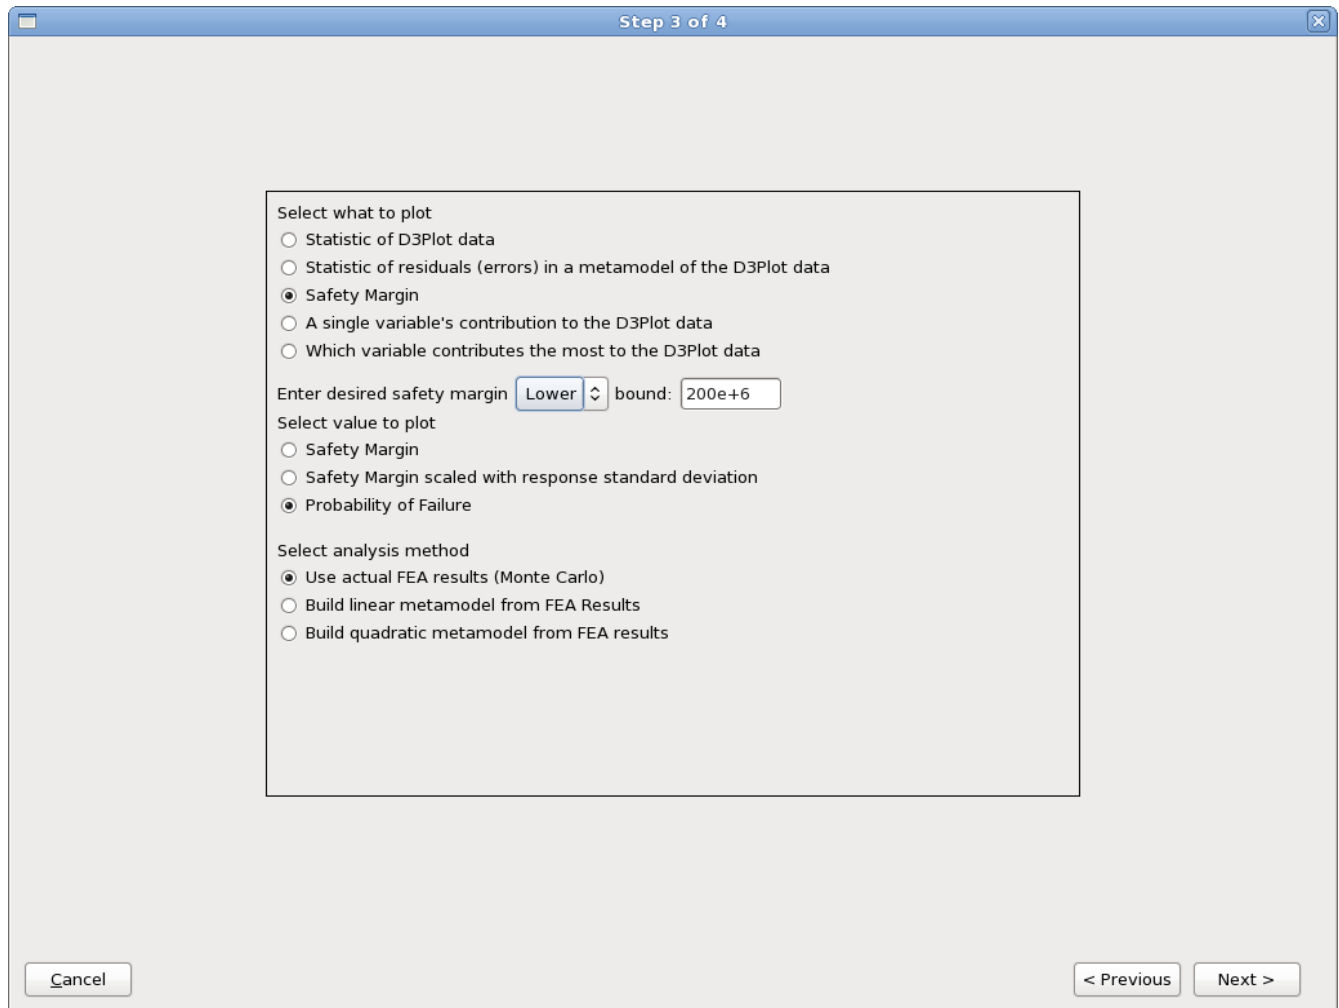 Step 3 of 4
Select what to plot
Statistic of D3Plot data
Statistic of residuals (errors) in a metamodel of the D3Plot data
Safety Margin
A single variable's contribution to the D3Plot data
Which variable contributes the most to the D3Plot data
Enter desired safety margin Lower bound: 200e+6
Select value to plot
Safety Margin
Safety Margin scaled with response standard deviation
Probability of Failure
Select analysis method
Use actual FEA results (Monte Carlo)
Build linear metamodel from FEA Results
Build quadratic metamodel from FEA results
Cancel < Previous Next >